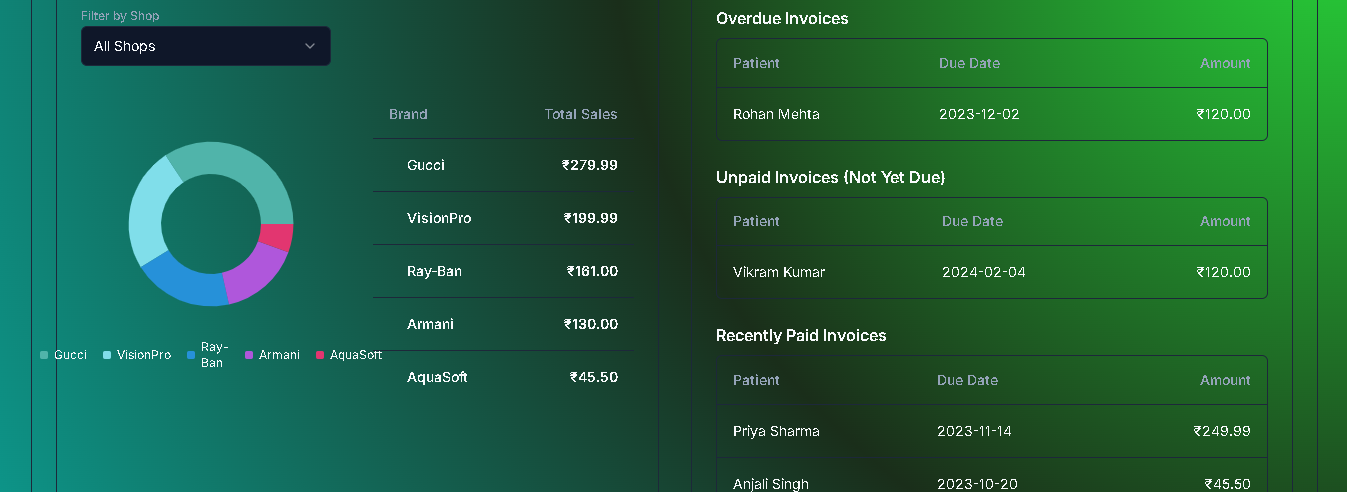 Filter by Shop
All Shops
Brand Total Sales
Gucci ₹279.99
VisionPro ₹199.99
Ray-Ban ₹161.00
Armani ₹130.00
AquaSoft ₹45.50
Gucci VisionPro Ray-
Ban Armani AquaSoft
Overdue Invoices
Patient Due Date Amount
Rohan Mehta 2023-12-02 ₹120.00
Unpaid Invoices (Not Yet Due)
Patient Due Date Amount
Vikram Kumar 2024-02-04 ₹120.00
Recently Paid Invoices
Patient Due Date Amount
Priya Sharma 2023-11-14 ₹249.99
Anjali Singh 2023-10-20 ₹45.50